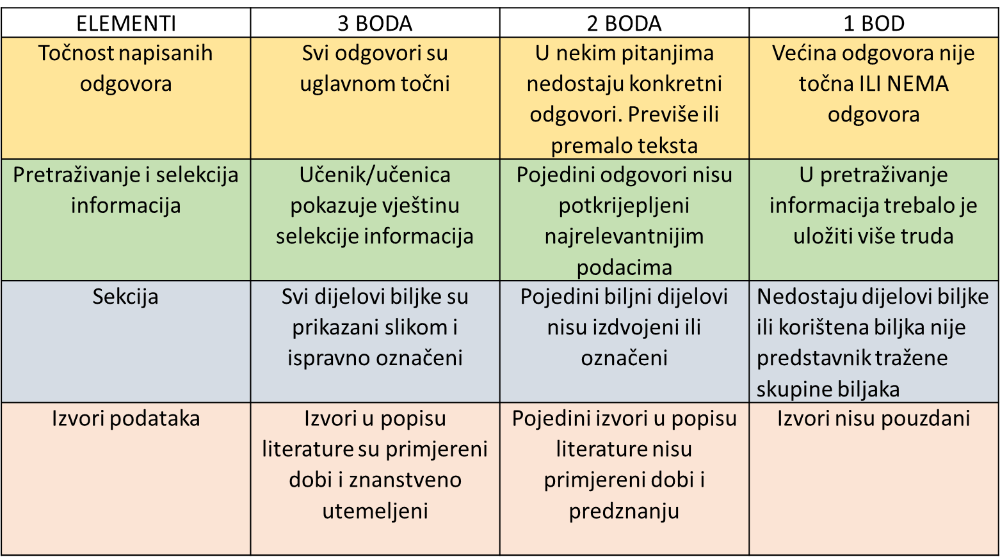 ELEMENTI
3 BODA
2 BODA
1 BOD
Točnost napisanih
odgovora
Svi odgovori su
uglavnom točni
U nekim pitanjima
nedostaju konkretni
odgovori. Previše ili
premalo teksta
Većina odgovora nije
točna ILI NEMA
odgovora
Pretraživanje i selekcija
informacija
Učenik/učenica
pokazuje vještinu
selekcije informacija
Pojedini odgovori nisu
potkrijepljeni
najrelevantnijim
podacima
U pretraživanje
informacija trebalo je
uložiti više truda
Sekcija
Svi dijelovi biljke su
prikazani slikom i
ispravno označeni
Pojedini biljni dijelovi
nisu izdvojeni ili
označeni
Nedostaju dijelovi biljke
ili korištena biljka nije
predstavnik tražene
skupine biljaka
Izvori podataka
Izvori u popisu
literature su primjereni
dobi i znanstveno
utemeljeni
Pojedini izvori u popisu
literature nisu
primjereni dobi i
predznanju
Izvori nisu pouzdani